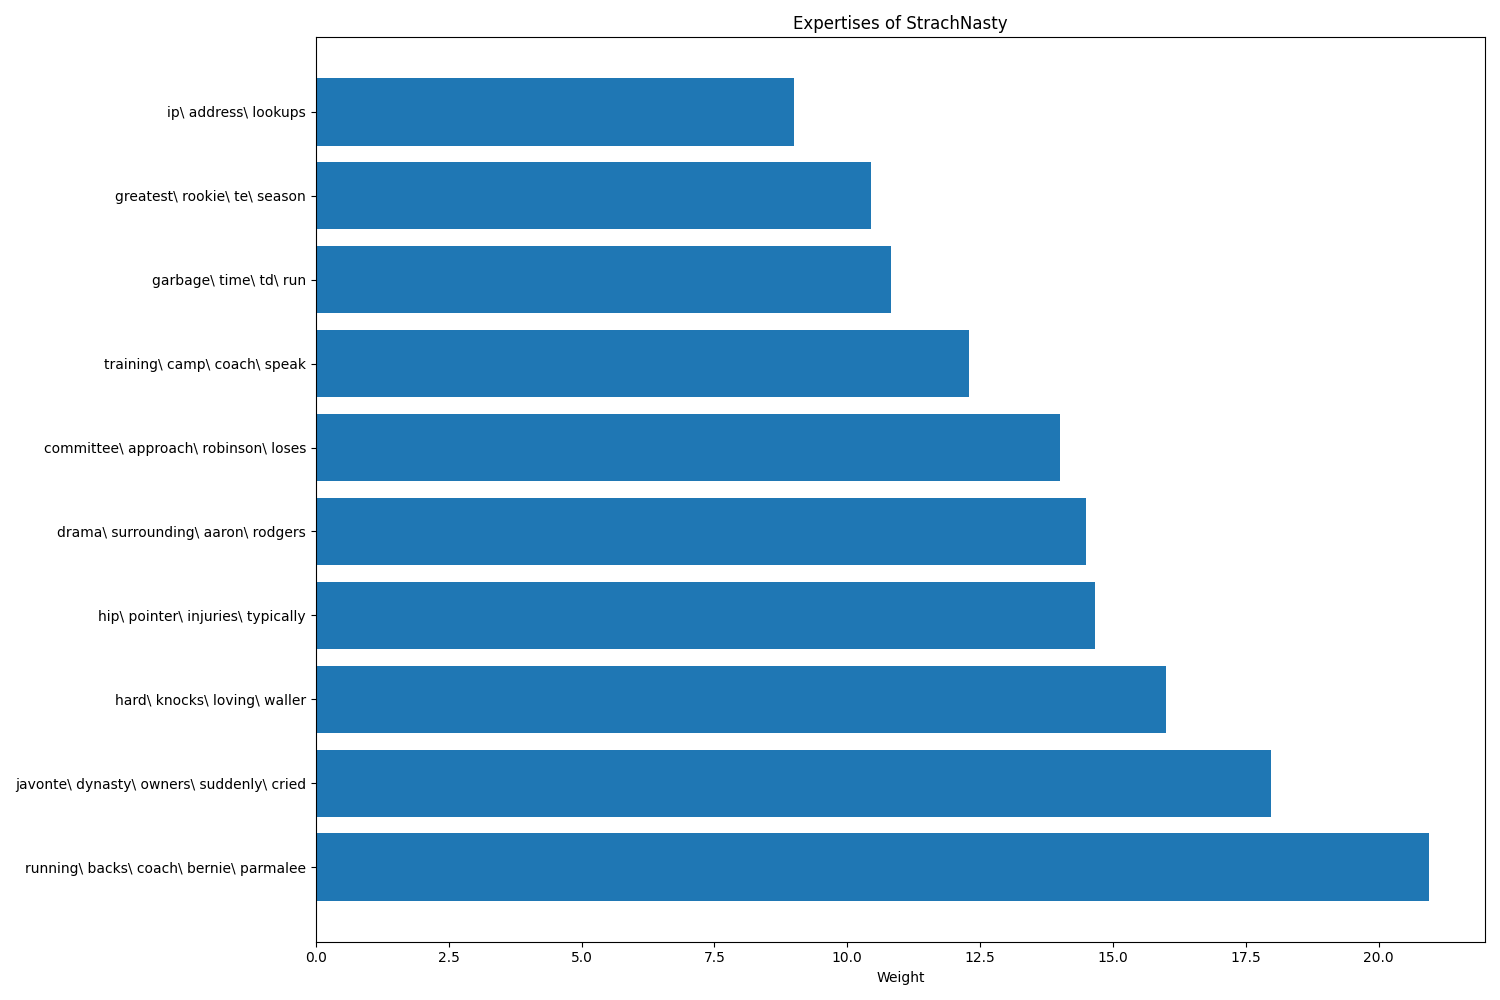 Expertises of StrachNasty
ip\ address\ lookups
greatest\ rookie\ te\ season
garbage\ time\ td\ run
training\ camp\ coach\ speak
committee\ approach\ robinson\ loses
drama\ surrounding\ aaron\ rodgers
hip\ pointer\ injuries\ typically
hard\ knocks\ loving\ waller
javonte\ dynasty\ owners\ suddenly\ cried
running\ backs\ coach\ bernie\ parmalee
0.0 2.5 5.0 7.5 10.0 12.5 15.0 17.5 20.0
Weight